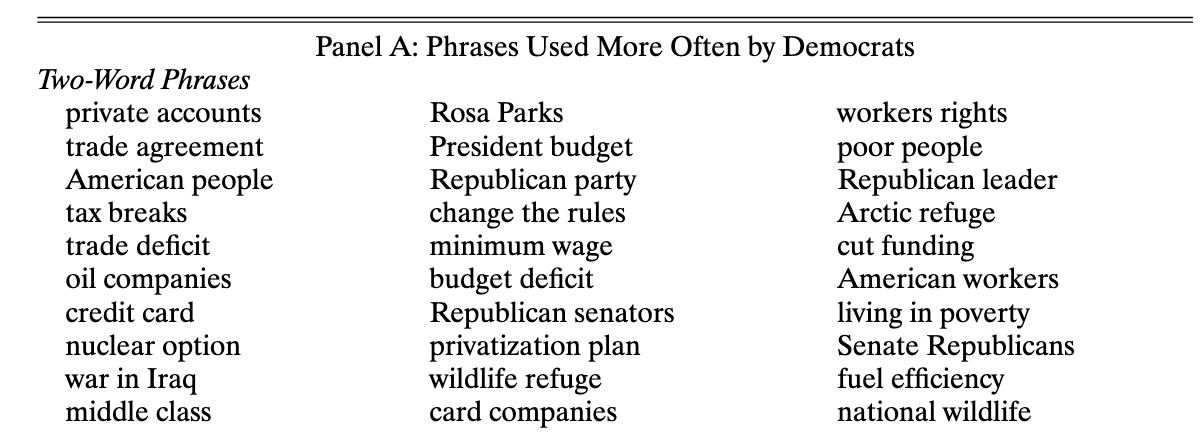 Panel A: Phrases Used More Often by Democrats
Two-Word Phrases
private accounts Rosa Parks workers rights
trade agreement President budget poor people
American people Republican party Republican leader
tax breaks change the rules Arctic refuge
trade deficit minimum wage cut funding
oil companies budget deficit American workers
credit card Republican senators living in poverty
nuclear option privatization plan Senate Republicans
war in Iraq wildlife refuge fuel efficiency
middle class card companies national wildlife